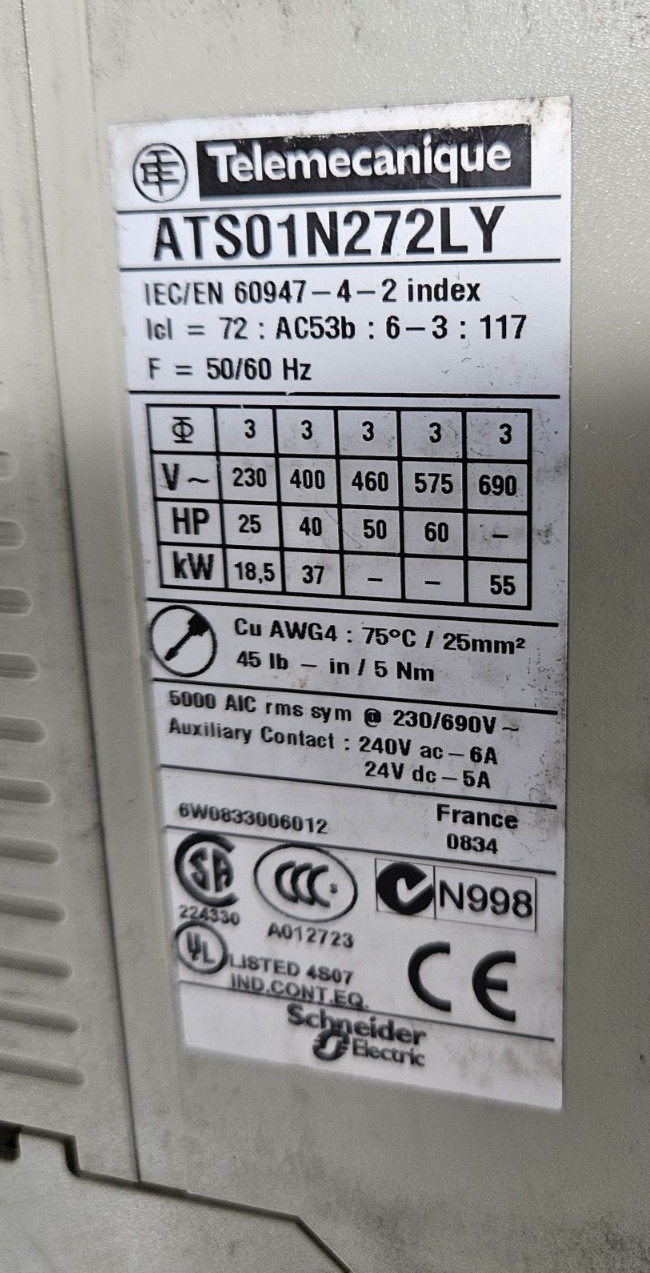 Telemecanique
ATS01N272LY
IEC/EN 60947-4-2 index
Icl = 72 : AC53b : 6-3 : 117
F = 50/60 Hz
Φ 3 3 3 3 3
V~ 230 400 460 575 690
HP 25 40 50 60 -
kW 18,5 37 - - 55
Cu AWG4 : 75°C / 25mm²
45 lb - in / 5 Nm
5000 AIC rms sym @ 230/690V~
Auxiliary Contact : 240V ac - 6A
24V dc - 5A
6W0833006012 France
0834
SA CCC S N998
224330 A012723
UL LISTED 4S07 CE
IND.CONT.EQ.
Schneider
Electric